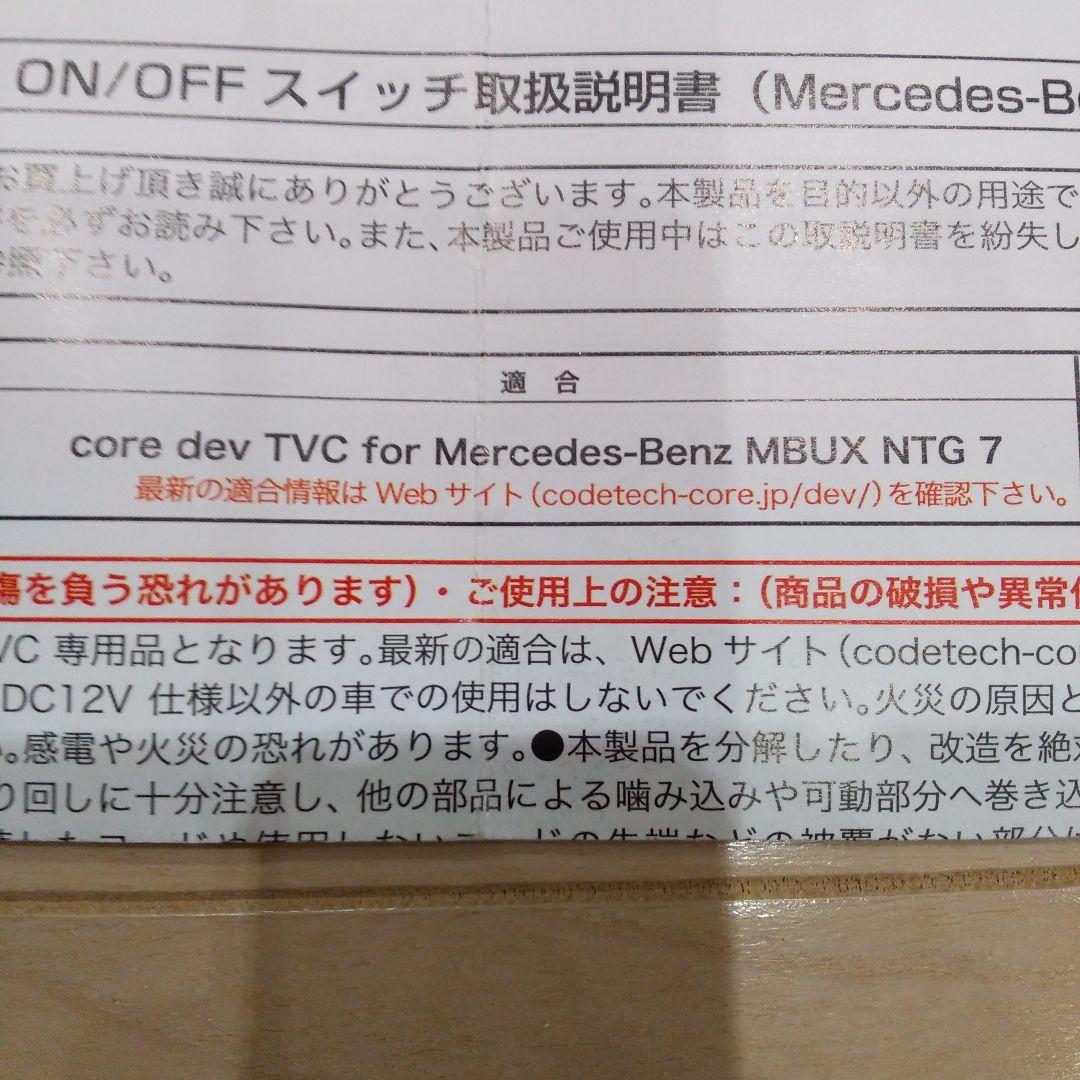 ON/OFF スイッチ取扱説明書（Mercedes-Be
お買上げ頂き誠にありがとうございます。本製品を目的以外の用途で
を必ずお読み下さい。また、本製品ご使用中はこの取説明書を紛失し
下さい。
適 合
core dev TVC for Mercedes-Benz MBUX NTG 7
最新の適合情報は Web サイト（codetech-core.jp/dev/）を確認下さい。
傷を負う恐れがあります）・ご使用上の注意：（商品の破損や異常
VC 専用品となります。最新の適合は、Web サイト（codetech-co
DC12V 仕様以外の車での使用はしないでください。火災の原因と
。感電や火災の恐れがあります。●本製品を分解したり、改造を絶
り回しに十分注意し、他の部品による噛み込みや可動部分へ巻き込